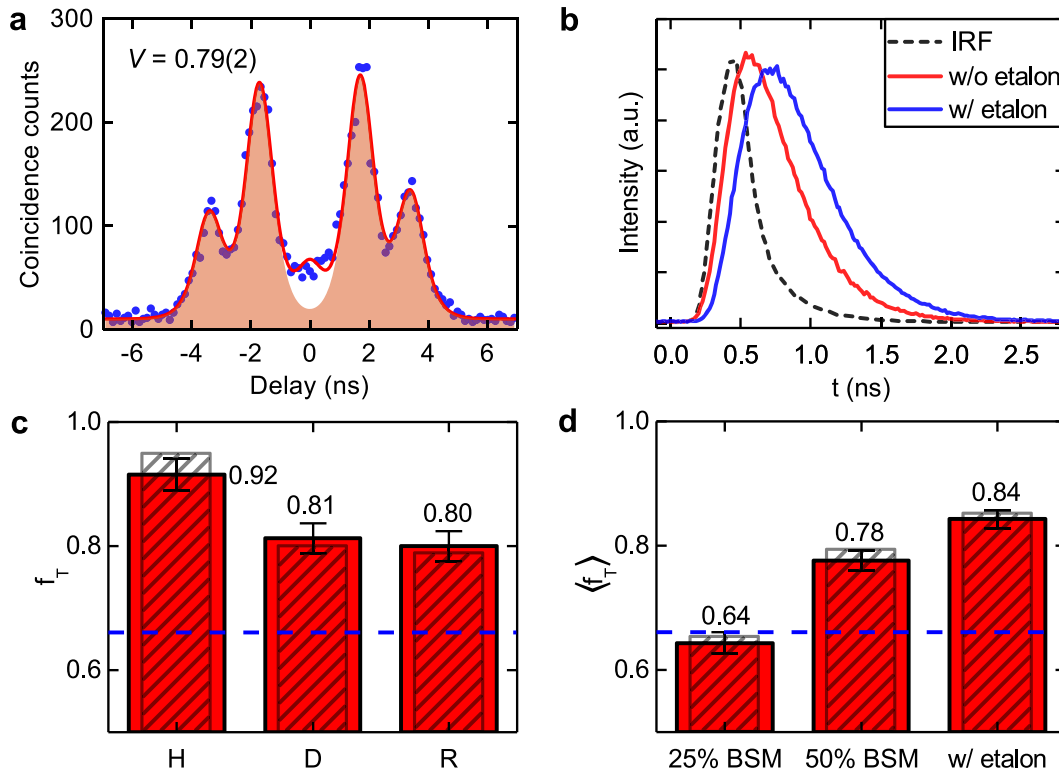 a
V = 0.79(2)
Coincidence counts
300
200
100
0
-6
-4
-2
0
2
4
6
Delay (ns)
b
IRF
w/o etalon
w/ etalon
Intensity (a.u.)
0.0
0.5
1.0
1.5
2.0
2.5
t (ns)
c
f_T
1.0
0.8
0.6
0.92
0.81
0.80
H
D
R
d
⟨f_T⟩
1.0
0.8
0.6
0.64
0.78
0.84
25% BSM
50% BSM
w/ etalon